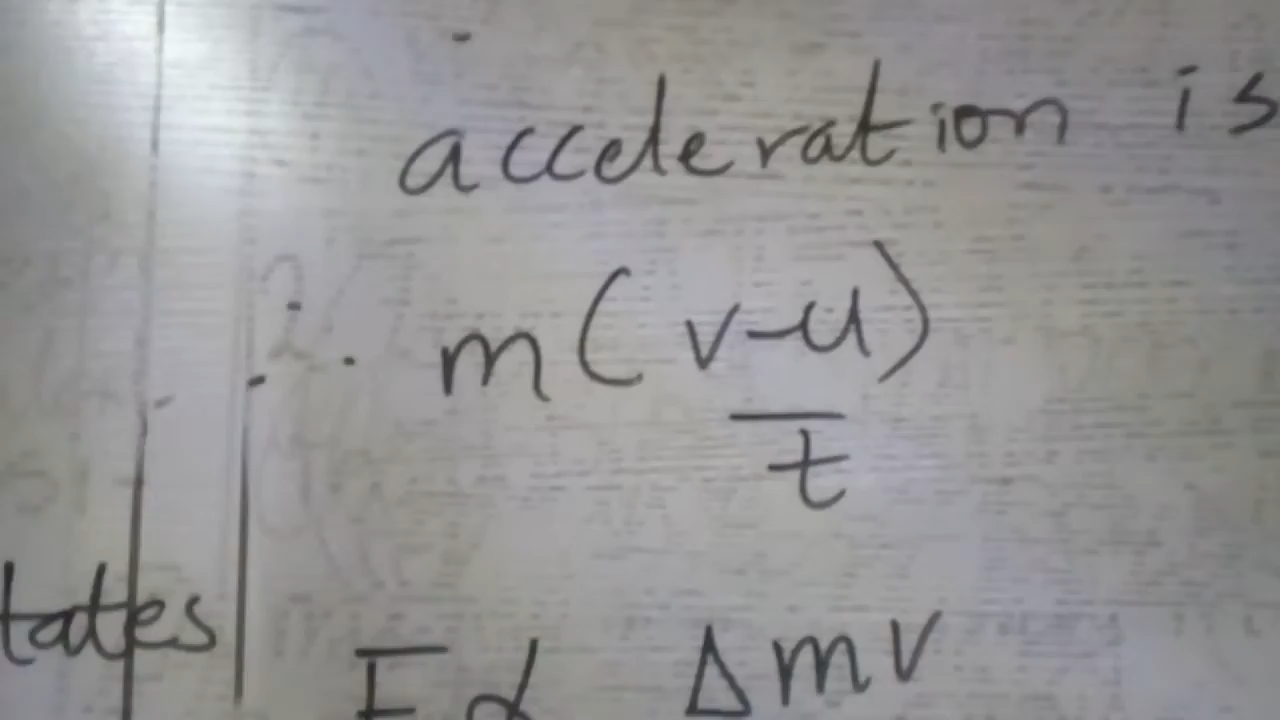 acceleration is
∴ m(v-u)
t
tates
F α Δmv